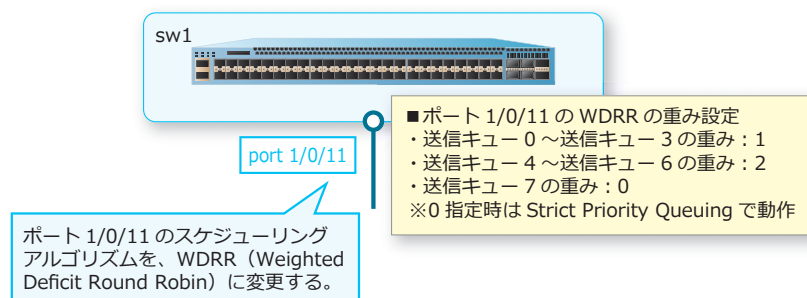 sw1
■ポート 1/0/11 の WDRR の重み設定
・送信キュー 0 ～送信キュー 3 の重み : 1
・送信キュー 4 ～送信キュー 6 の重み : 2
・送信キュー 7 の重み : 0
※0 指定時は Strict Priority Queuing で動作
port 1/0/11
ポート 1/0/11 のスケジューリング
アルゴリズムを、WDRR（Weighted
Deficit Round Robin）に変更する。